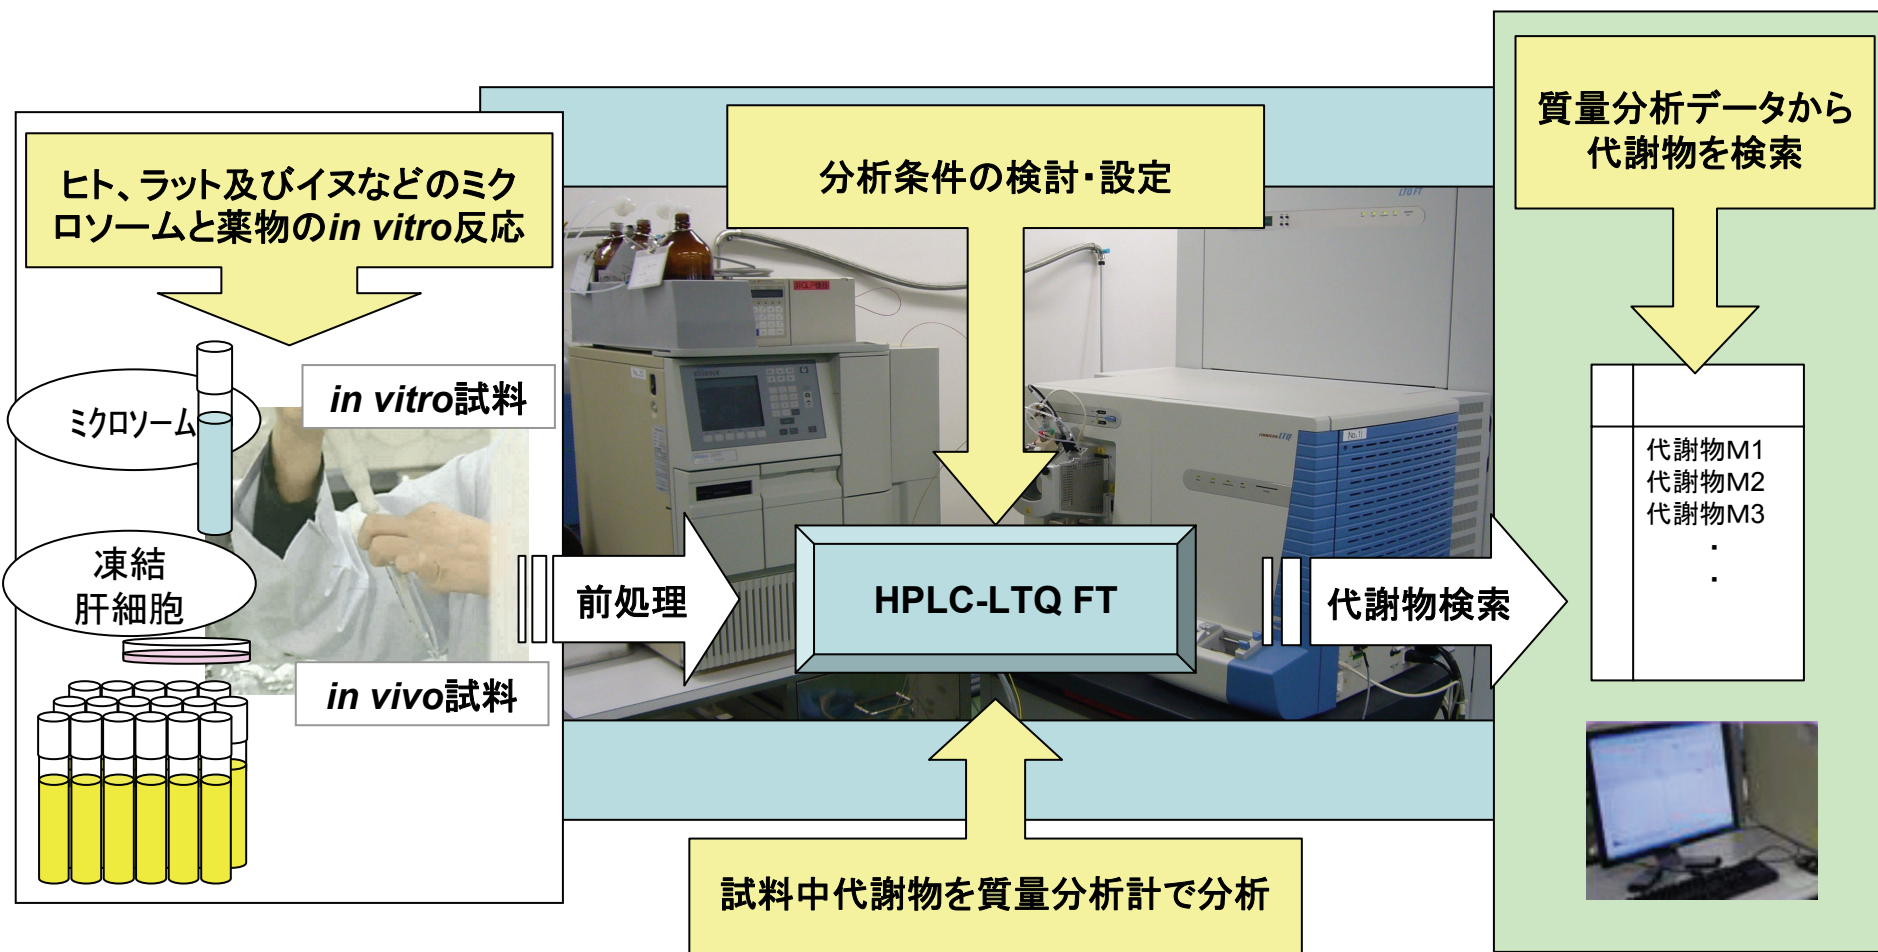 ヒト、ラット及びイヌなどのミク
ロソームと薬物のin vitro反応
ミクロソーム
in vitro試料
凍結
肝細胞
in vivo試料
前処理
分析条件の検討・設定
LTQ FT
No.1
HPLC-LTQ FT
試料中代謝物を質量分析計で分析
代謝物検索
質量分析データから
代謝物を検索
代謝物M1
代謝物M2
代謝物M3
・
・